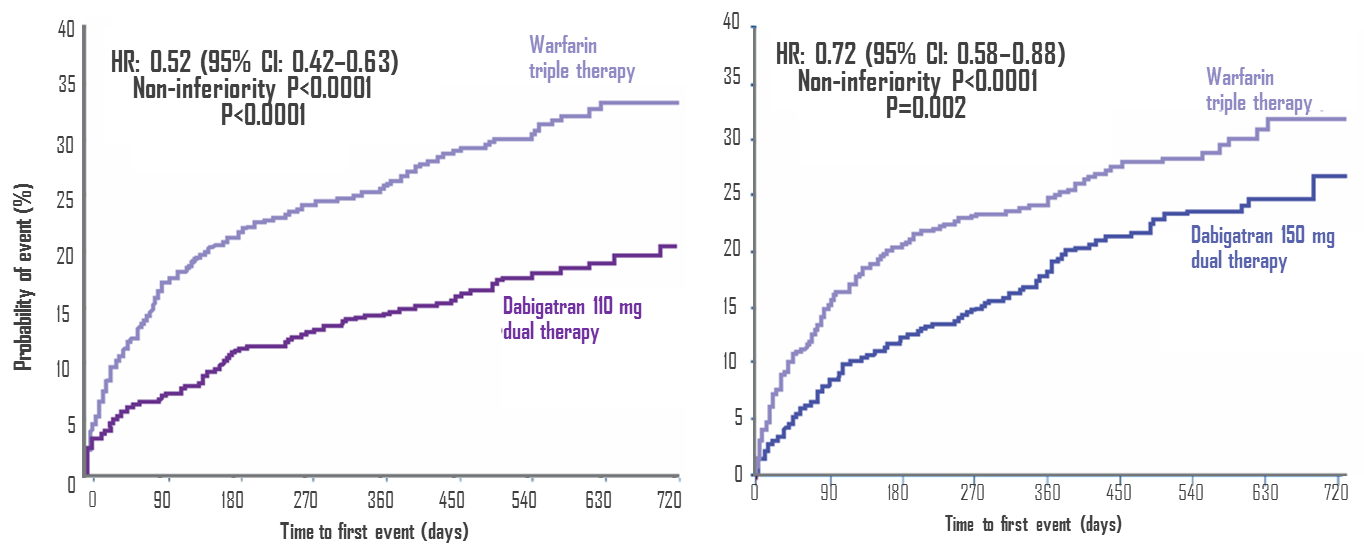 40
35
30
25
20
15
10
5
0
Probability of event (%)
HR: 0.52 (95% CI: 0.42–0.63)
Non-inferiority P<0.0001
P<0.0001
Warfarin
triple therapy
Dabigatran 110 mg
dual therapy
0 90 180 270 360 450 540 630 720
Time to first event (days)
40
35
30
25
20
15
10
5
0
HR: 0.72 (95% CI: 0.58–0.88)
Non-inferiority P<0.0001
P=0.002
Warfarin
triple therapy
Dabigatran 150 mg
dual therapy
0 90 180 270 360 450 540 630 720
Time to first event (days)